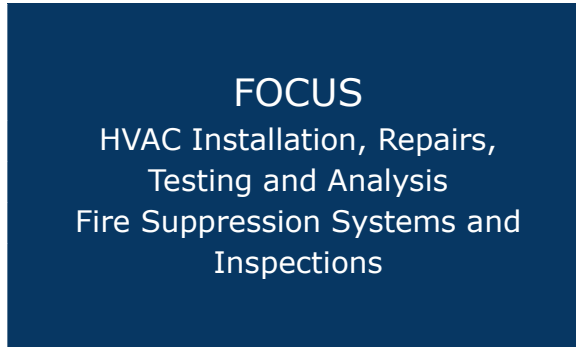 FOCUS
HVAC Installation, Repairs,
Testing and Analysis
Fire Suppression Systems and
Inspections